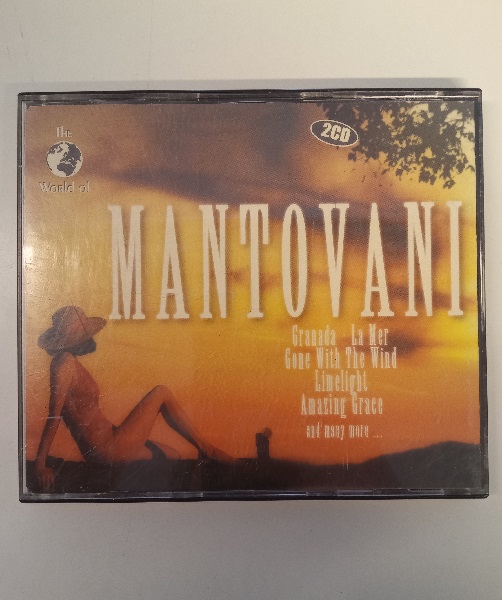 The
World of
2CD
MANTOVANI
Granada La Mer
Gone With The Wind
Limelight
Amazing Grace
and many more ...